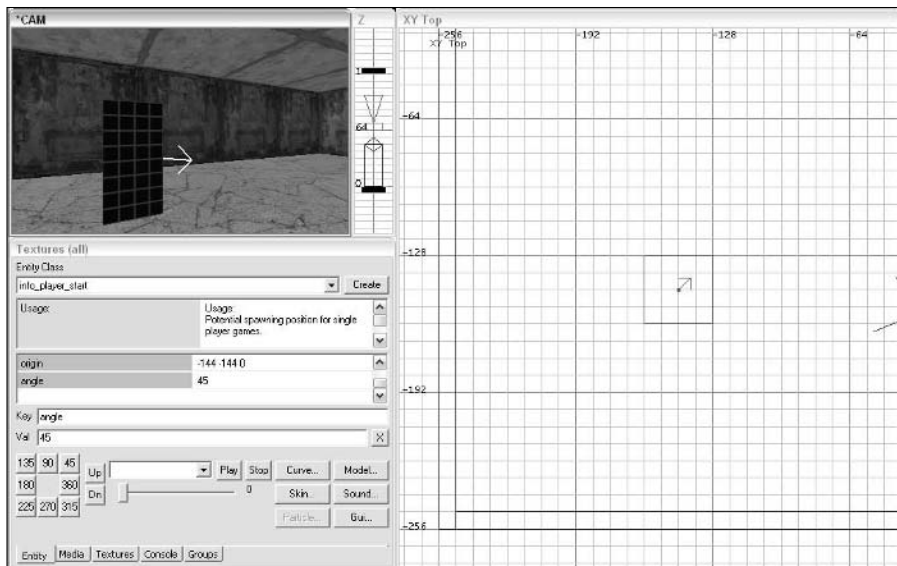 *CAM
Z
XY Top
-256
-192
-128
-64
XY Top
64
0
-64
-128
-192
-256
Textures (all)
Entity Class
info_player_start
Create
Usage:
Usage:
Potential spawning position for single
player games.
origin
-144 -144 0
angle
45
Key
angle
Val
45
X
135 90 45
180 360
225 270 315
Up
Dn
Play
Stop
0
Curve...
Model...
Skin...
Sound...
Particle...
Gui...
Entity
Media
Textures
Console
Groups